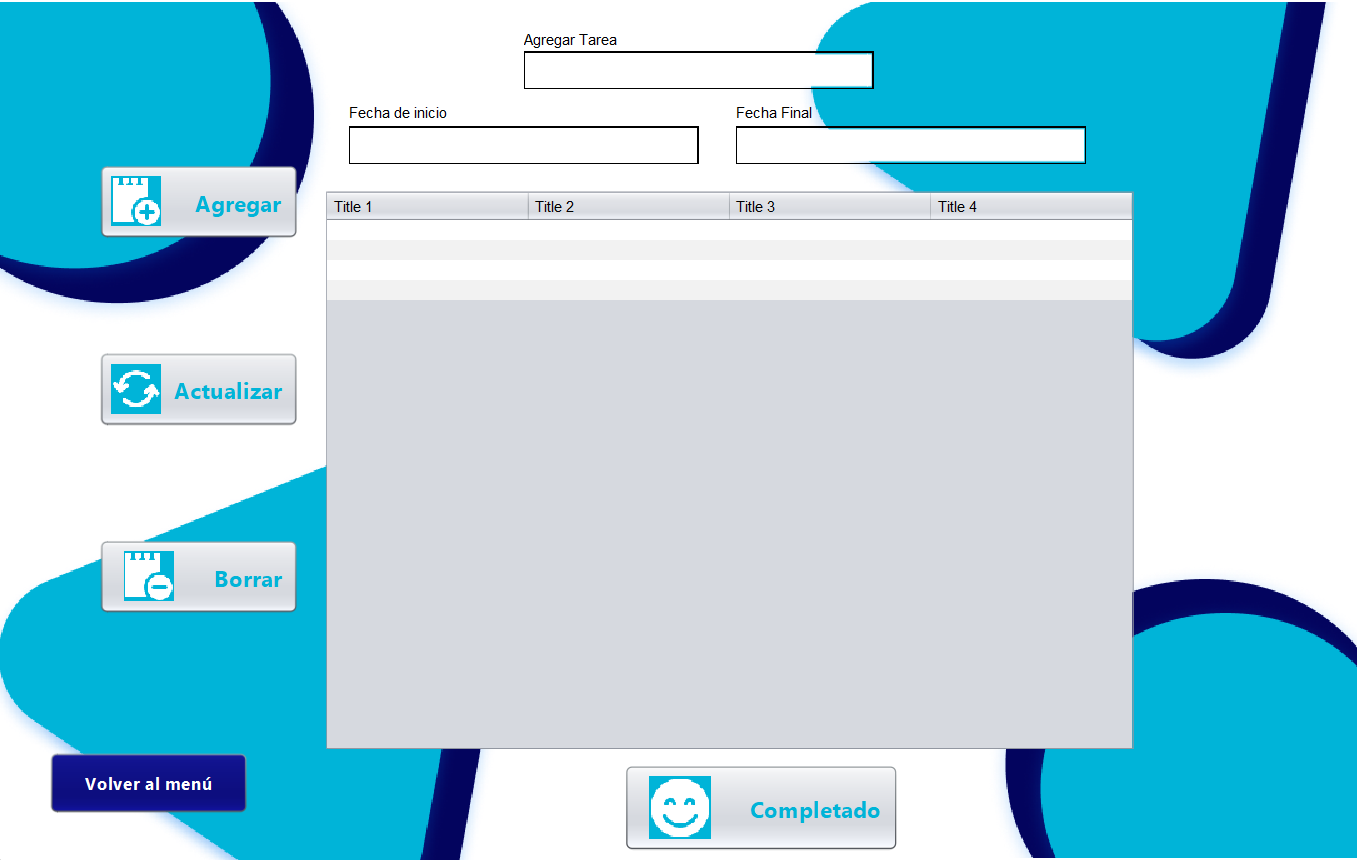 Agregar Tarea
Fecha de inicio
Fecha Final
Agregar
Title 1 Title 2 Title 3 Title 4
Actualizar
Borrar
Volver al menú
Completado